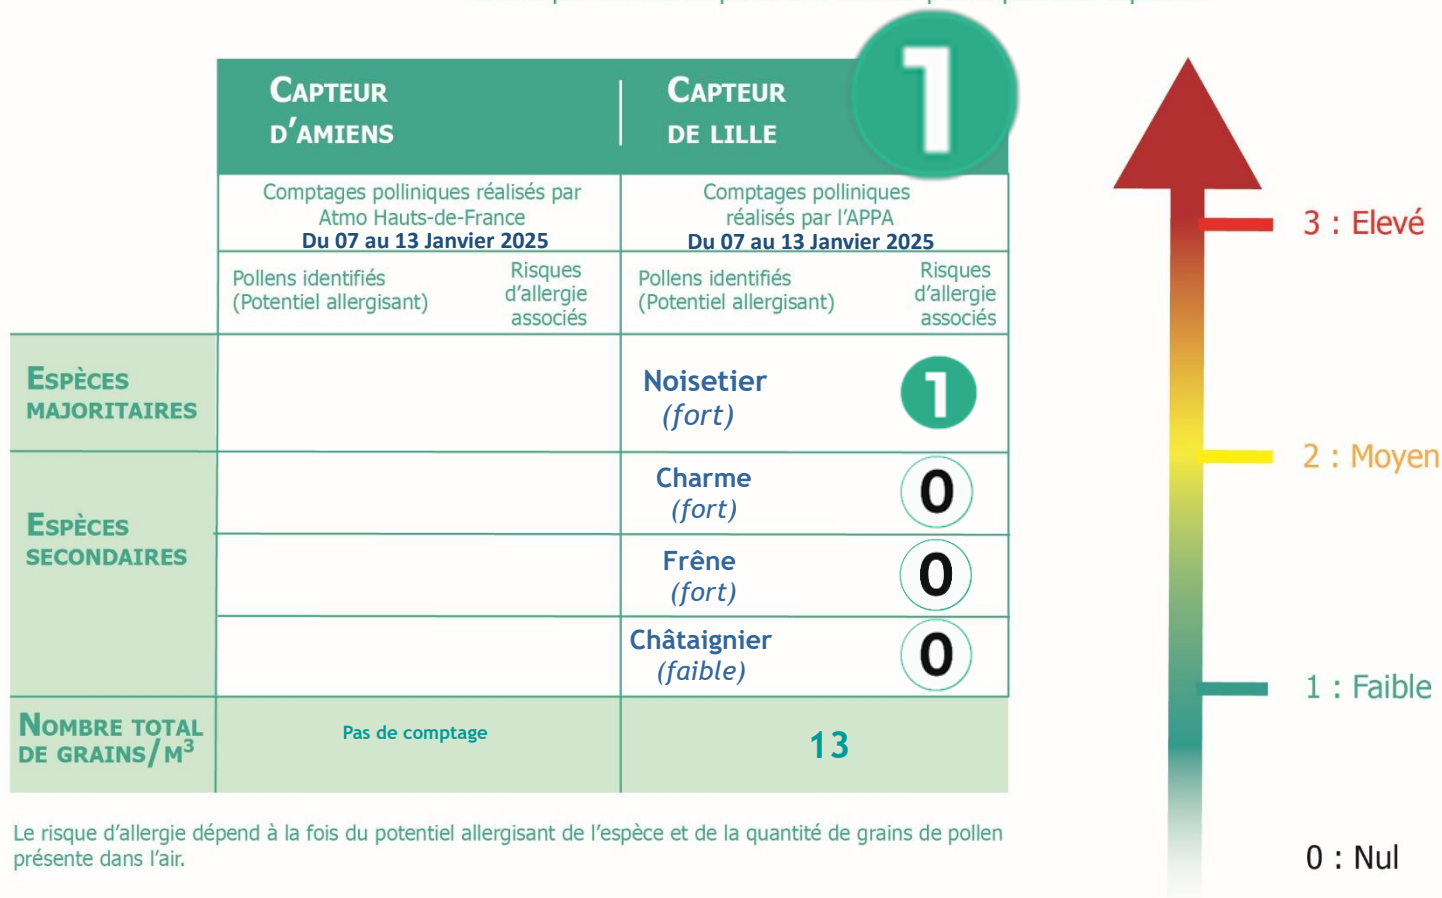 CAPTEUR
D'AMIENS
CAPTEUR
DE LILLE
1
Comptages polliniques réalisés par
Atmo Hauts-de-France
Du 07 au 13 Janvier 2025
Comptages polliniques
réalisés par l'APPA
Du 07 au 13 Janvier 2025
Pollens identifiés
(Potentiel allergisant)
Risques
d'allergie
associés
Pollens identifiés
(Potentiel allergisant)
Risques
d'allergie
associés
ESPÈCES
MAJORITAIRES
Noisetier
(fort)
1
ESPÈCES
SECONDAIRES
Charme
(fort)
0
Frêne
(fort)
0
Châtaignier
(faible)
0
NOMBRE TOTAL
DE GRAINS/M³
Pas de comptage
13
Le risque d'allergie dépend à la fois du potentiel allergisant de l'espèce et de la quantité de grains de pollen
présente dans l'air.
3 : Elevé
2 : Moyen
1 : Faible
0 : Nul